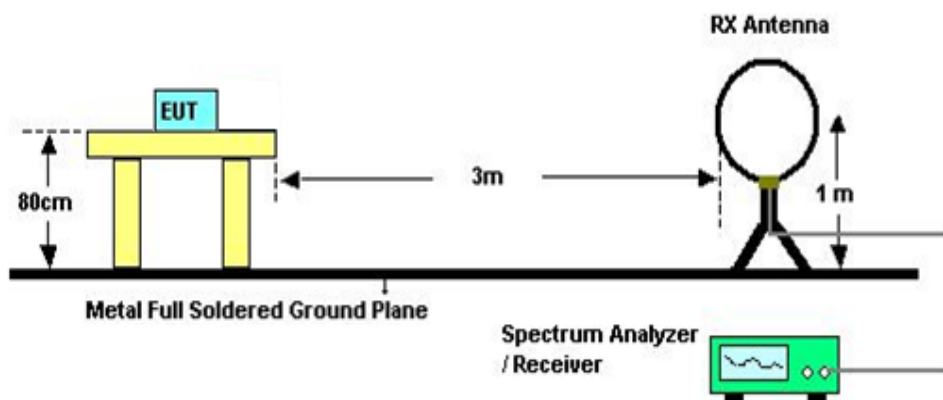 RX Antenna
EUT
3m
80cm
1 m
Metal Full Soldered Ground Plane
Spectrum Analyzer
/ Receiver